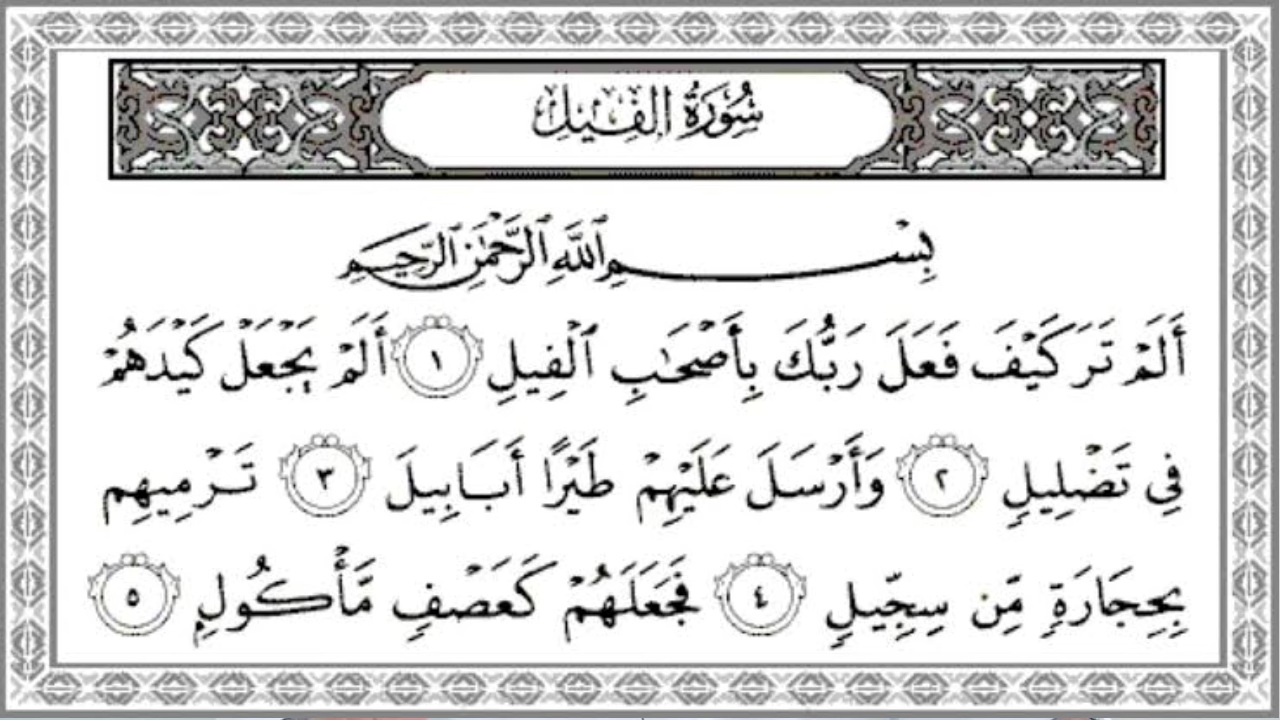 سُورَةُ الفِيلِ
بِسْمِ ٱللَّهِ ٱلرَّحْمَٰنِ ٱلرَّحِيمِ
أَلَمْ تَرَ كَيْفَ فَعَلَ رَبُّكَ بِأَصْحَٰبِ ٱلْفِيلِ ١ أَلَمْ يَجْعَلْ كَيْدَهُمْ
فِى تَضْلِيلٍ ٢ وَأَرْسَلَ عَلَيْهِمْ طَيْرًا أَبَابِيلَ ٣ تَرْمِيهِم
بِحِجَارَةٍ مِّن سِجِّيلٍ ٤ فَجَعَلَهُمْ كَعَصْفٍ مَّأْكُولٍ ٥